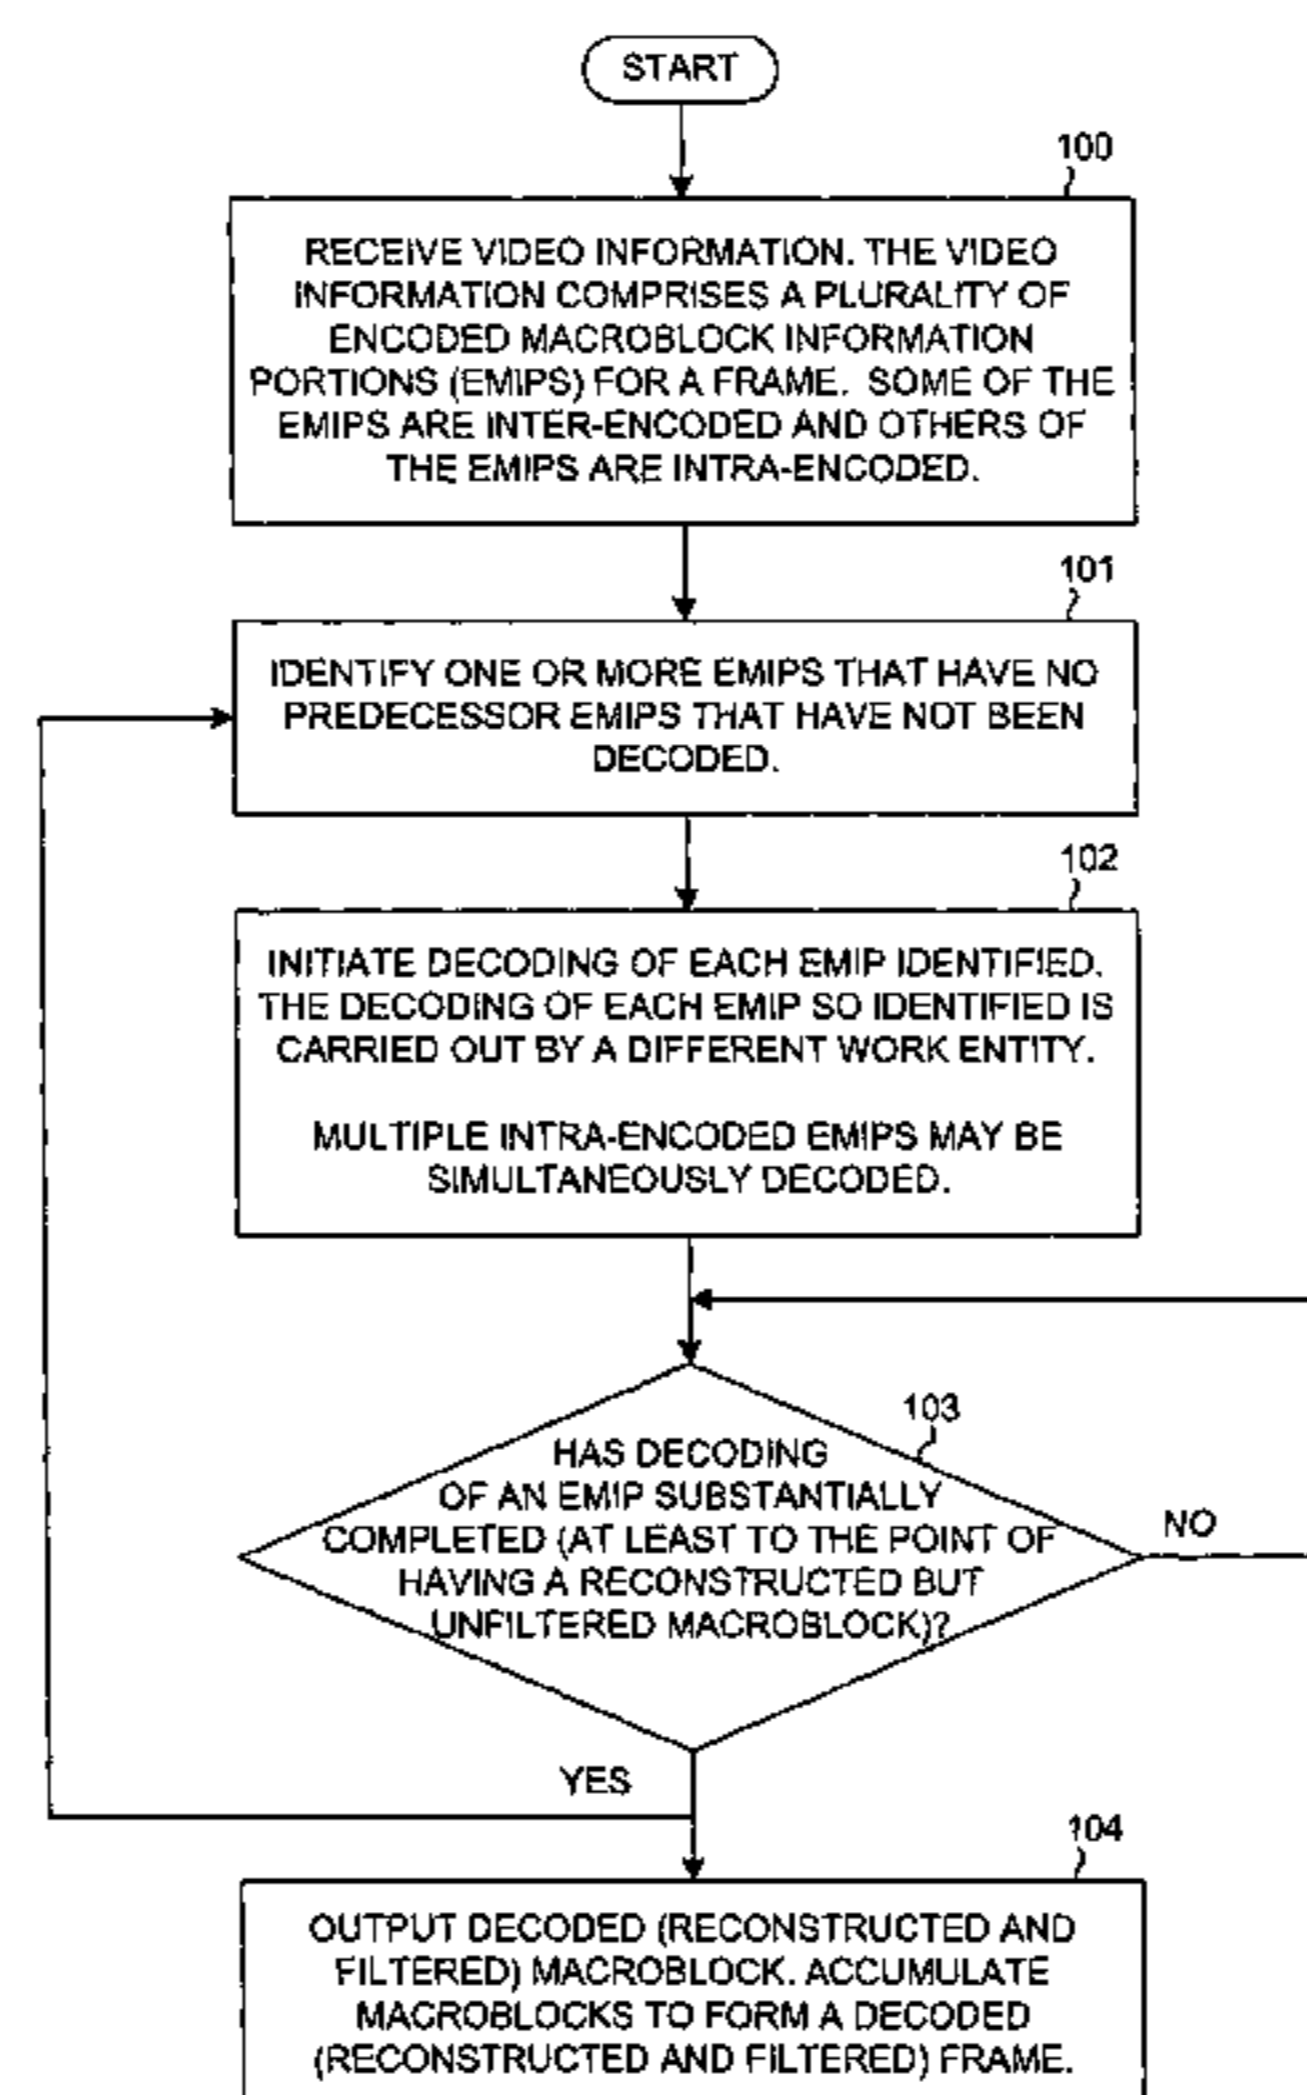 START
100
RECEIVE VIDEO INFORMATION. THE VIDEO
INFORMATION COMPRISES A PLURALITY OF
ENCODED MACROBLOCK INFORMATION
PORTIONS (EMIPS) FOR A FRAME. SOME OF THE
EMIPS ARE INTER-ENCODED AND OTHERS OF
THE EMIPS ARE INTRA-ENCODED.
101
IDENTIFY ONE OR MORE EMIPS THAT HAVE NO
PREDECESSOR EMIPS THAT HAVE NOT BEEN
DECODED.
102
INITIATE DECODING OF EACH EMIP IDENTIFIED.
THE DECODING OF EACH EMIP SO IDENTIFIED IS
CARRIED OUT BY A DIFFERENT WORK ENTITY.
MULTIPLE INTRA-ENCODED EMIPS MAY BE
SIMULTANEOUSLY DECODED.
103
HAS DECODING
OF AN EMIP SUBSTANTIALLY
COMPLETED (AT LEAST TO THE POINT OF
HAVING A RECONSTRUCTED BUT
UNFILTERED MACROBLOCK)?
NO
YES
104
OUTPUT DECODED (RECONSTRUCTED AND
FILTERED) MACROBLOCK. ACCUMULATE
MACROBLOCKS TO FORM A DECODED
(RECONSTRUCTED AND FILTERED) FRAME.